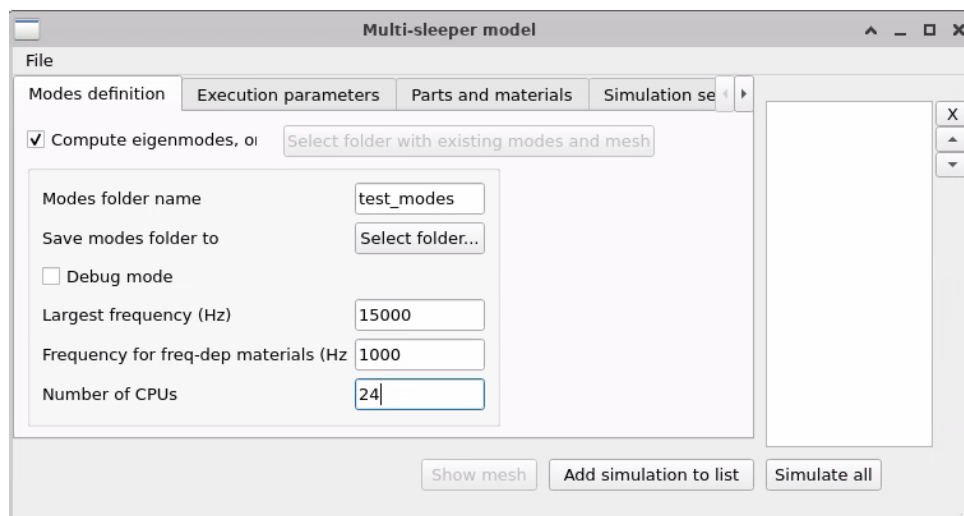 Multi-sleeper model
File
Modes definition Execution parameters Parts and materials Simulation se
Compute eigenmodes, or Select folder with existing modes and mesh
X
Modes folder name test_modes
Save modes folder to Select folder...
Debug mode
Largest frequency (Hz) 15000
Frequency for freq-dep materials (Hz 1000
Number of CPUs 24
Show mesh Add simulation to list Simulate all